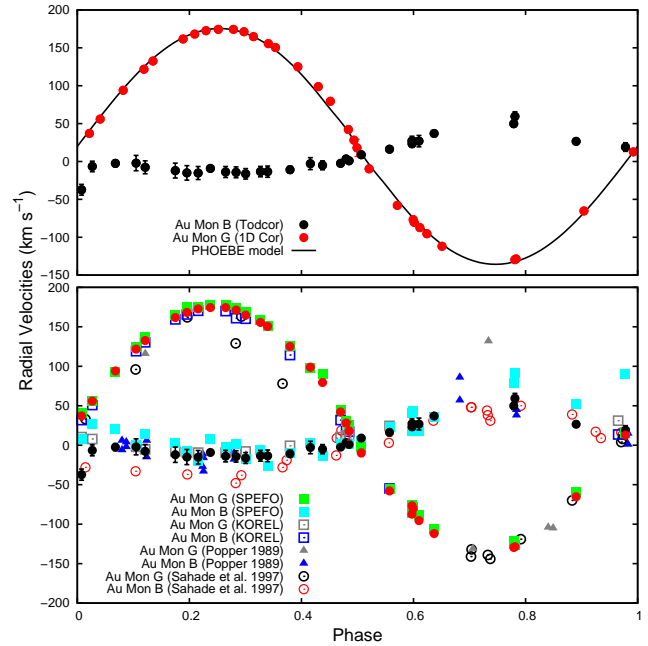 200
150
100
50
0
−50
−100
−150
Au Mon B (Todcor)
Au Mon G (1D Cor)
PHOEBE model
Radial Velocities (km s⁻¹)
200
150
100
50
0
−50
−100
−150
−200
Au Mon G (SPEFO)
Au Mon B (SPEFO)
Au Mon G (KOREL)
Au Mon B (KOREL)
Au Mon G (Popper 1989)
Au Mon B (Popper 1989)
Au Mon G (Sahade et al. 1997)
Au Mon B (Sahade et al. 1997)
0 0.2 0.4 0.6 0.8 1
Phase